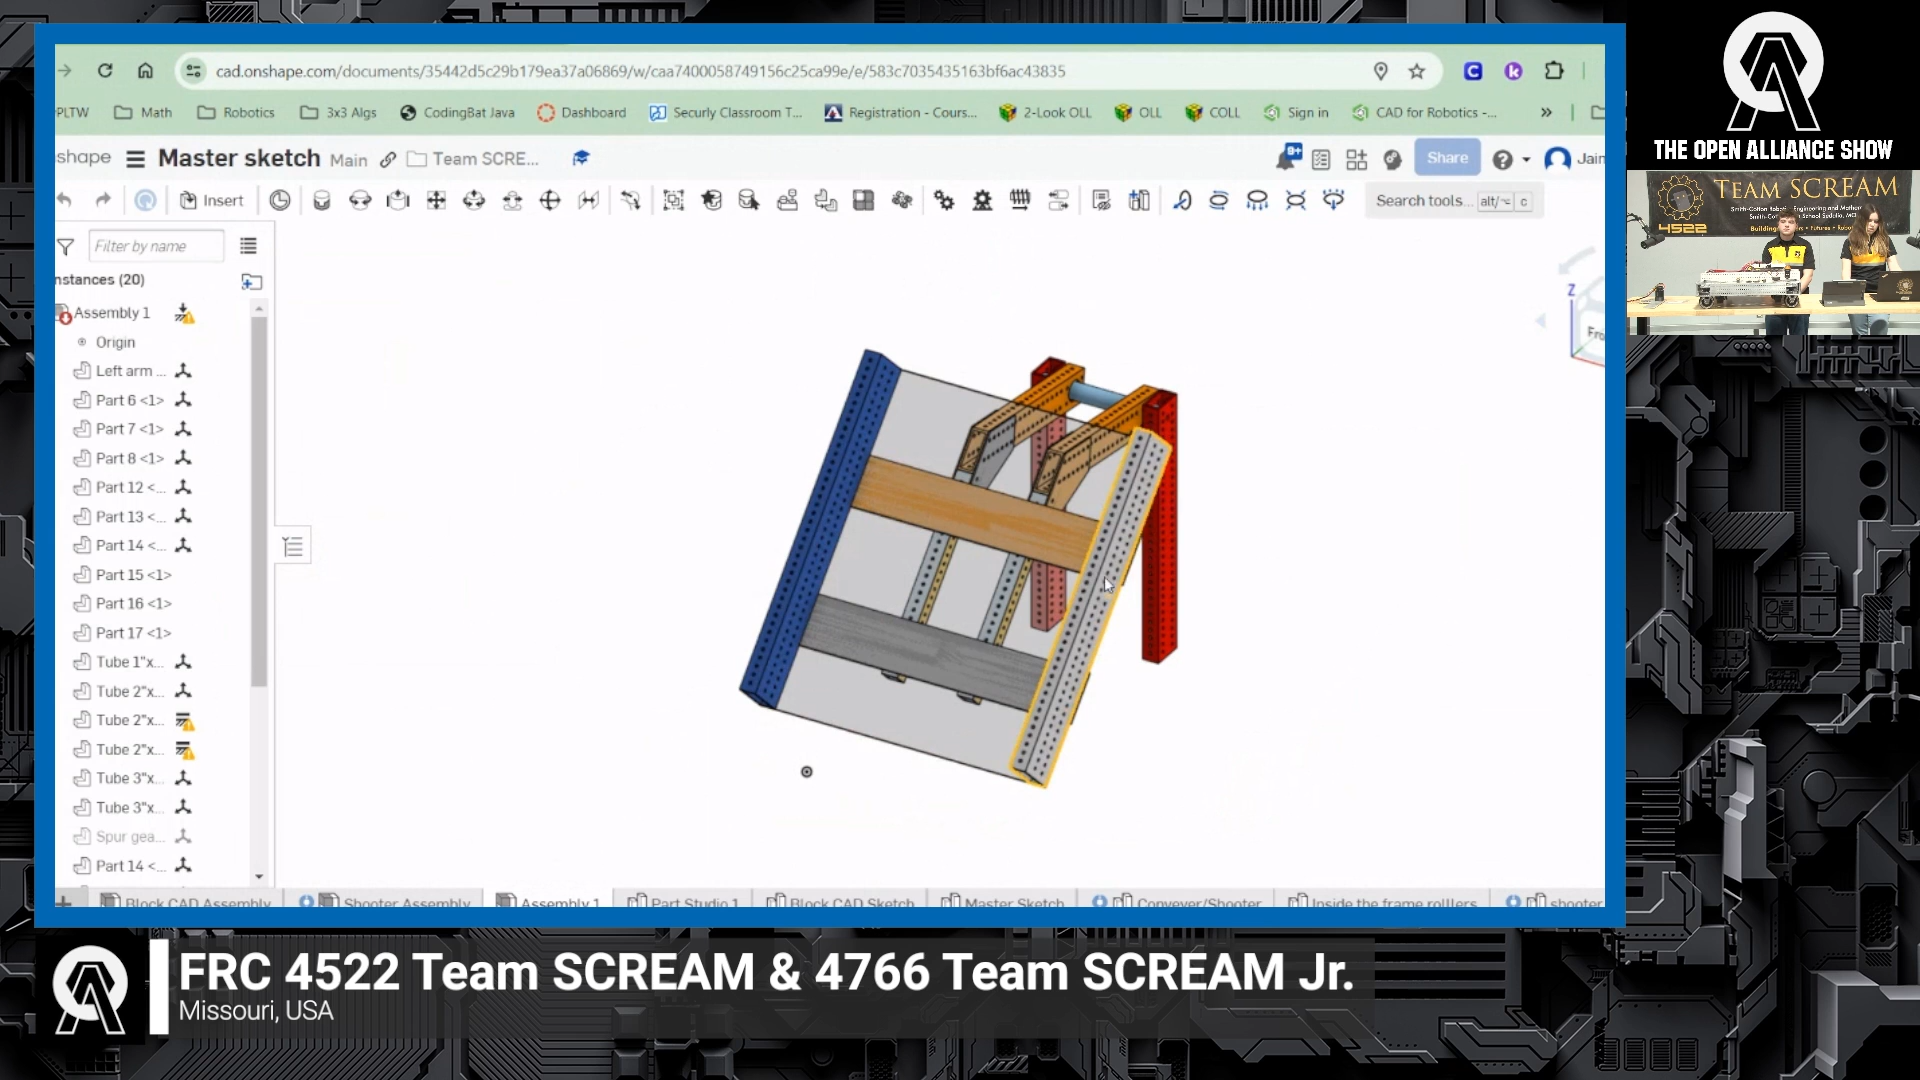 cad.onshape.com/documents/35442d5c29b179ea37a06869/w/caa7400058749156c25ca99e/e/583c7035435163bf6ac43835
PLTW Math Robotics 3x3 Algs CodingBat Java Dashboard Securly Classroom T... Registration - Cours... 2-Look OLL OLL COLL Sign in CAD for Robotics -... »
shape Master sketch Main Team SCRE... 9+ Share Jain
Insert Search tools... alt/⌥ c
Filter by name
nstances (20)
Assembly 1
Origin
Left arm ...
Part 6 <1>
Part 7 <1>
Part 8 <1>
Part 12 <...
Part 13 <...
Part 14 <...
Part 15 <1>
Part 16 <1>
Part 17 <1>
Tube 1"x...
Tube 2"x...
Tube 2"x...
Tube 2"x...
Tube 3"x...
Tube 3"x...
Spur gea...
Part 14 <...
Z
Fro
Block CAD Assembly Shooter Assembly Assembly 1 Part Studio 1 Block CAD Sketch Master Sketch Conveyer/Shooter Inside the frame rolllers shooter
THE OPEN ALLIANCE SHOW
TEAM SCREAM
4522
FRC 4522 Team SCREAM & 4766 Team SCREAM Jr.
Missouri, USA